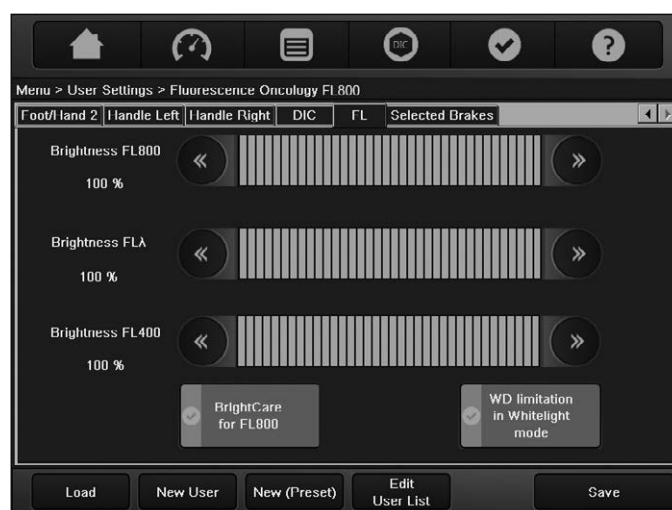 DIC
?
Menu > User Settings > Fluorescence Oncology FL800
Foot/Hand 2 Handle Left Handle Right DIC FL Selected Brakes
Brightness FL800
100 %
Brightness FLλ
100 %
Brightness FL400
100 %
BrightCare
for FL800
WD limitation
in Whitelight
mode
Load New User New (Preset) Edit
User List Save